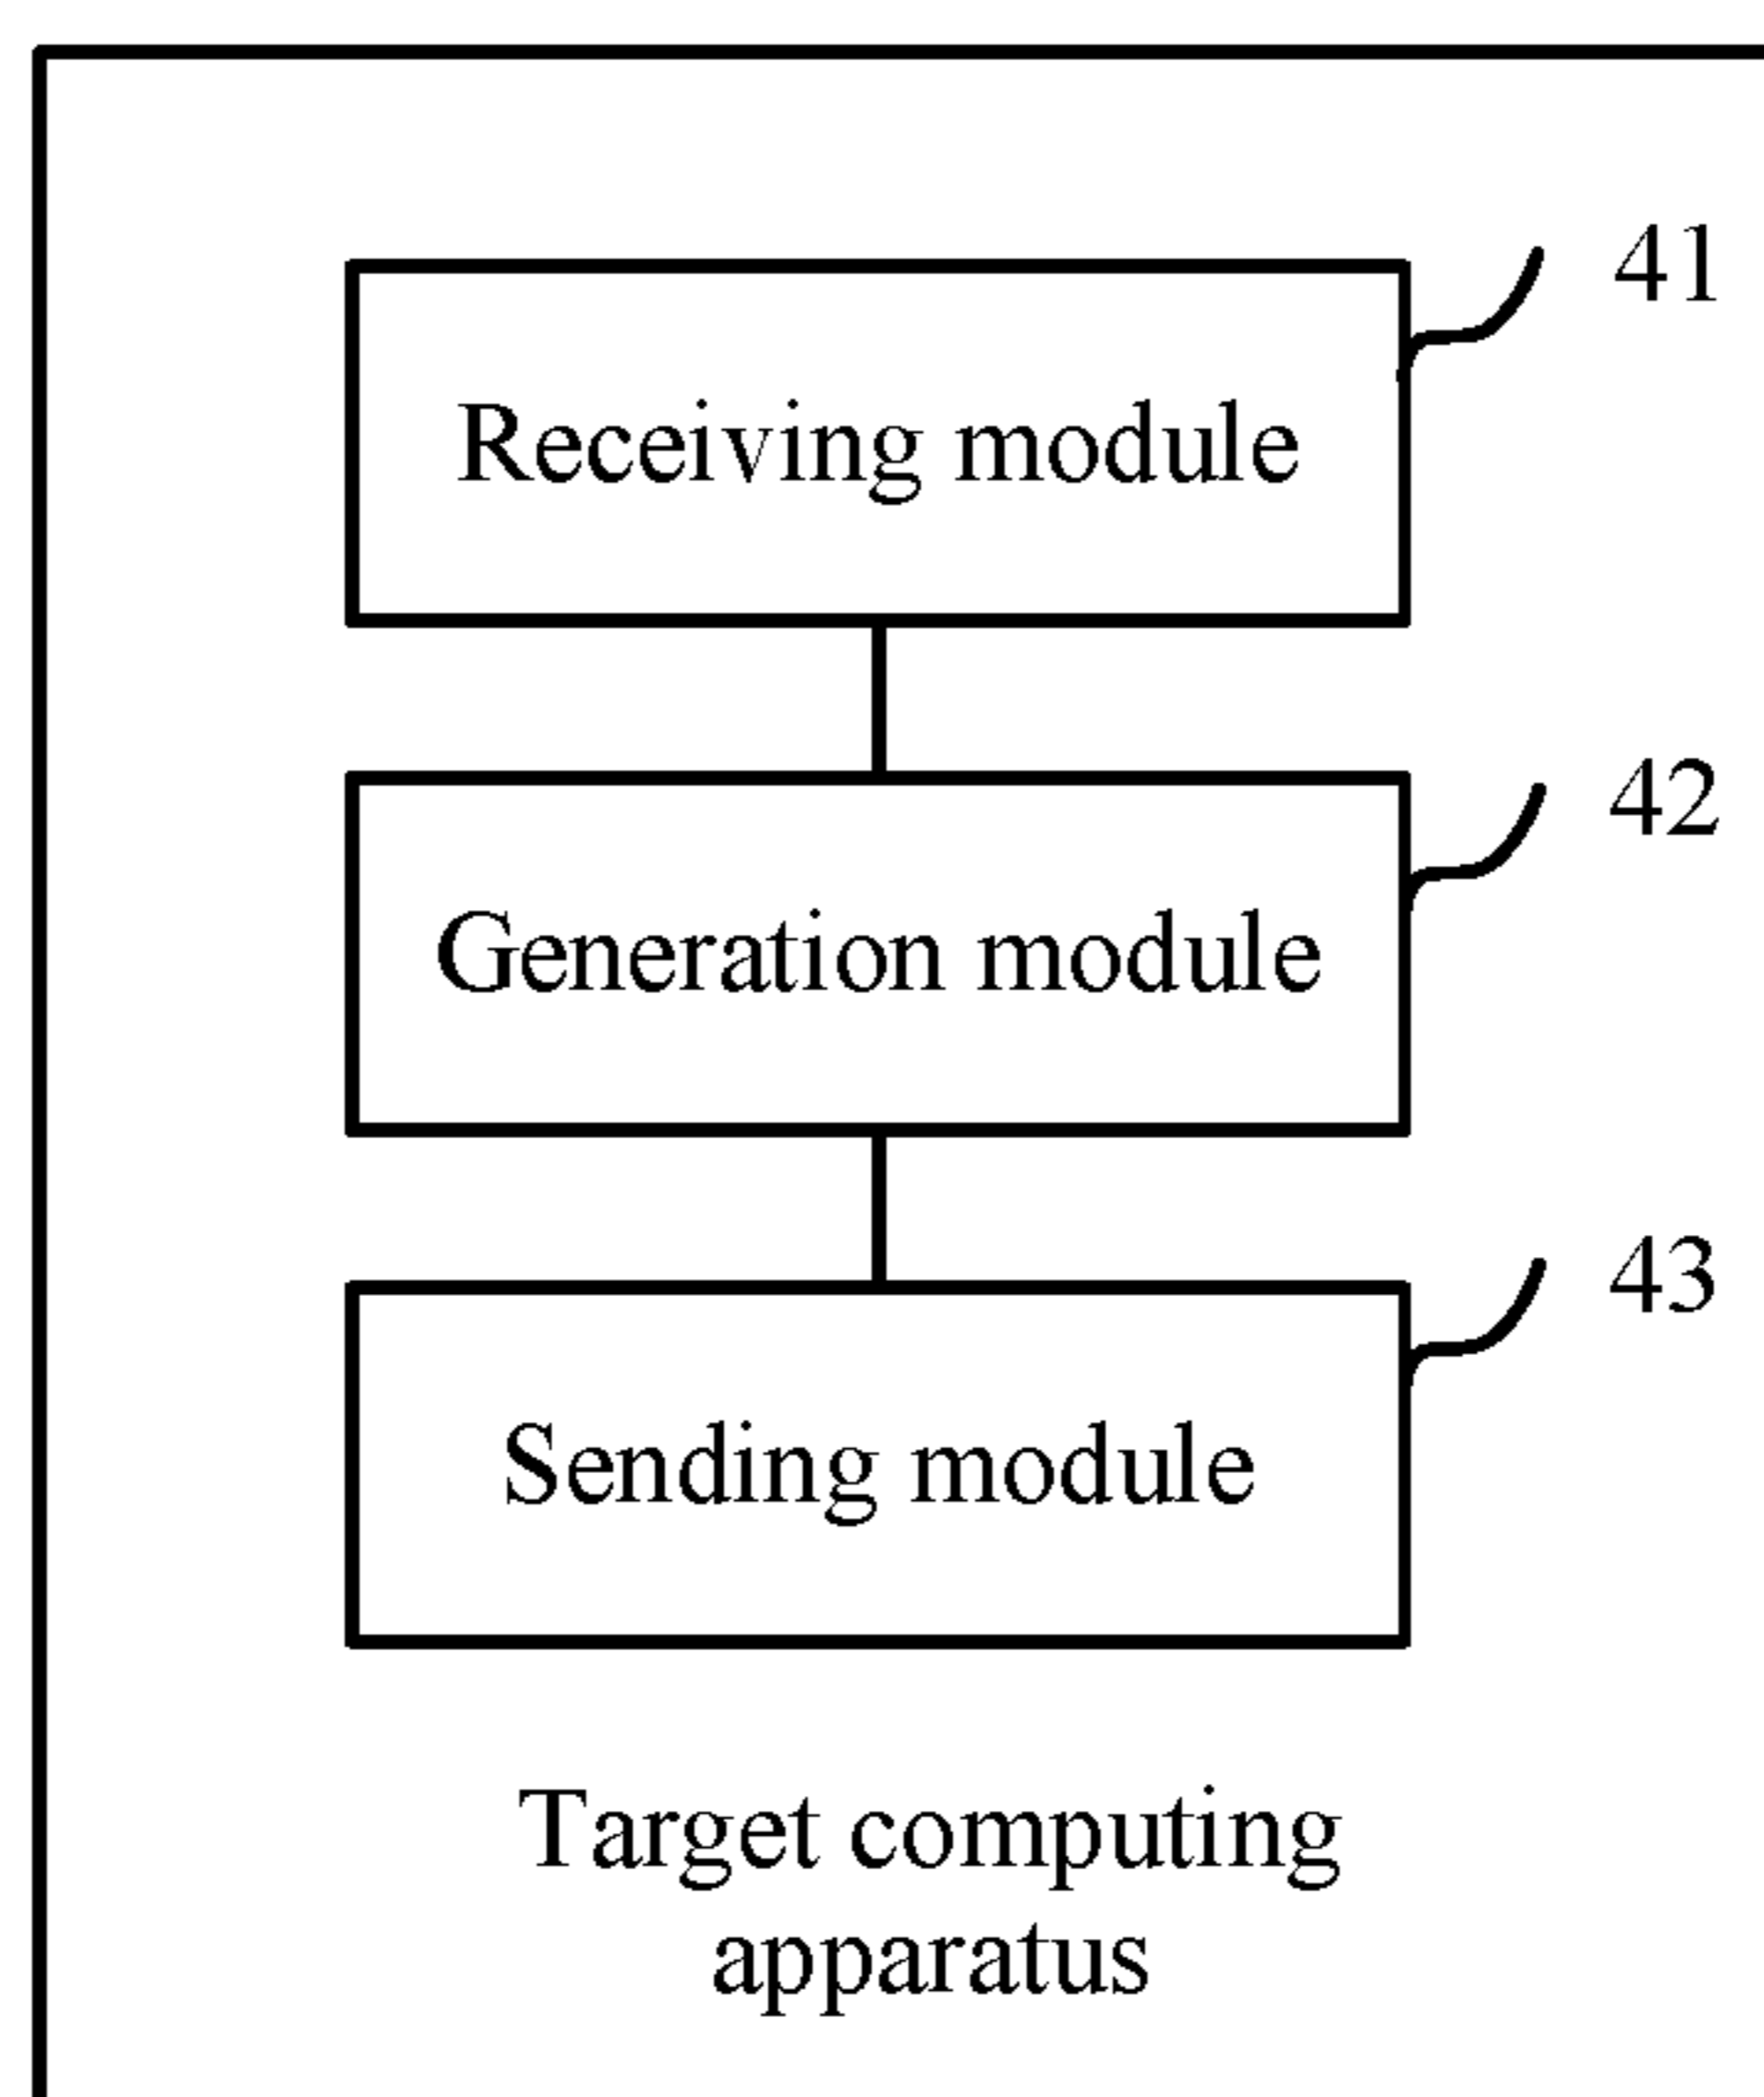 41
Receiving module
42
Generation module
43
Sending module
Target computing
apparatus